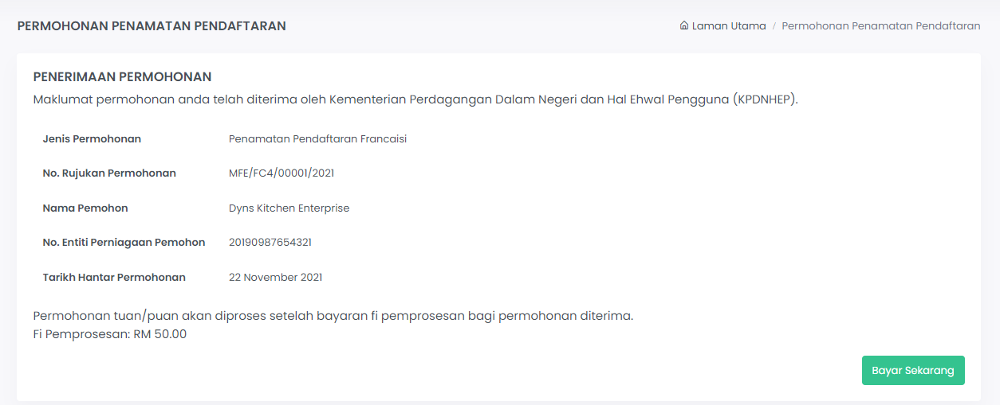 PERMOHONAN PENAMATAN PENDAFTARAN
Laman Utama / Permohonan Penamatan Pendaftaran
PENERIMAAN PERMOHONAN
Maklumat permohonan anda telah diterima oleh Kementerian Perdagangan Dalam Negeri dan Hal Ehwal Pengguna (KPDNHEP).
Jenis Permohonan Penamatan Pendaftaran Francaisi
No. Rujukan Permohonan MFE/FC4/00001/2021
Nama Pemohon Dyns Kitchen Enterprise
No. Entiti Perniagaan Pemohon 20190987654321
Tarikh Hantar Permohonan 22 November 2021
Permohonan tuan/puan akan diproses setelah bayaran fi pemprosesan bagi permohonan diterima.
Fi Pemprosesan: RM 50.00
Bayar Sekarang